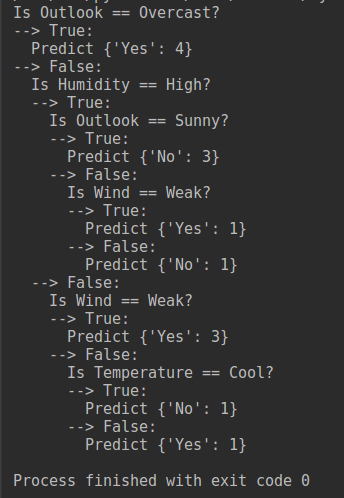 Is Outlook == Overcast?
--> True:
  Predict {'Yes': 4}
--> False:
  Is Humidity == High?
  --> True:
    Is Outlook == Sunny?
    --> True:
      Predict {'No': 3}
    --> False:
      Is Wind == Weak?
      --> True:
        Predict {'Yes': 1}
      --> False:
        Predict {'No': 1}
  --> False:
    Is Wind == Weak?
    --> True:
      Predict {'Yes': 3}
    --> False:
      Is Temperature == Cool?
      --> True:
        Predict {'No': 1}
      --> False:
        Predict {'Yes': 1}

Process finished with exit code 0